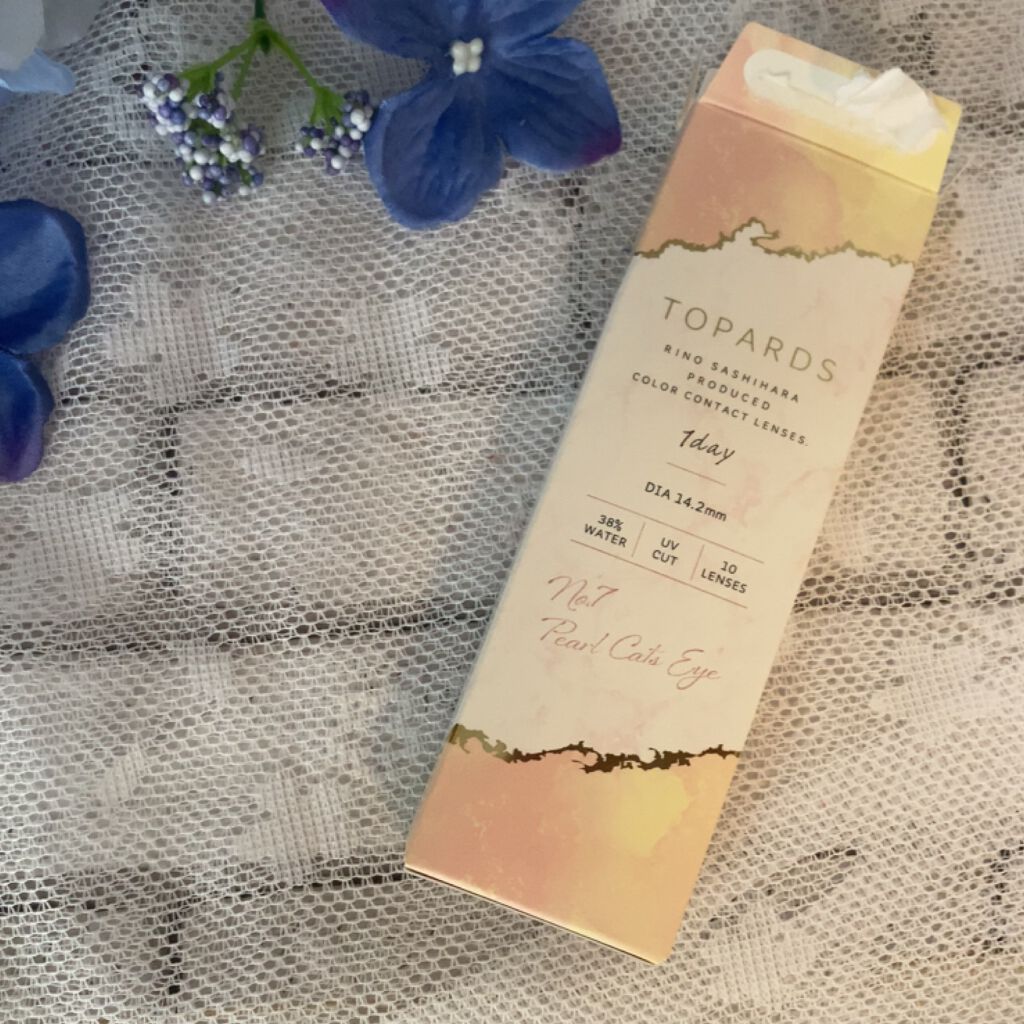 TOPARDS
RINO SASHIHARA
PRODUCED
COLOR CONTACT LENSES.
1day
DIA 14.2mm
38% WATER
UV CUT
10 LENSES
No.7
Pearl Cat's Eye